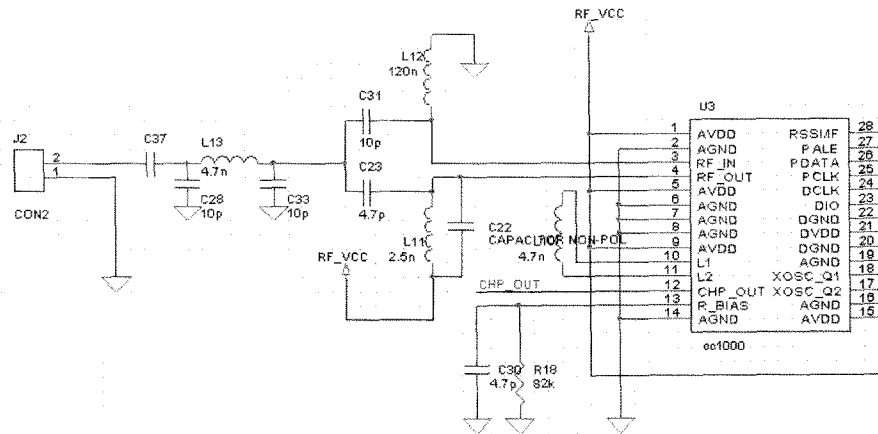 RF_VCC
L12
120n
U3
C31
10p
J2
C37
L13
4.7n
2
1
CON2
C28
10p
C33
10p
C23
4.7p
L11
2.5n
RF_VCC
C22
CAPACITOR NON-POL
4.7n
CHP_OUT
C30
4.7p
R18
82k
1 AVDD RSSI/IF 28
2 AGND PALE 27
3 RF_IN PDATA 26
4 RF_OUT PCLK 25
5 AVDD DCLK 24
6 AGND DIO 23
7 AGND DGND 22
8 AGND DVDD 21
9 AVDD DGND 20
10 L1 AGND 19
11 L2 XOSC_Q1 18
12 CHP_OUT XOSC_Q2 17
13 R_BIAS AGND 16
14 AGND AVDD 15
cc1000